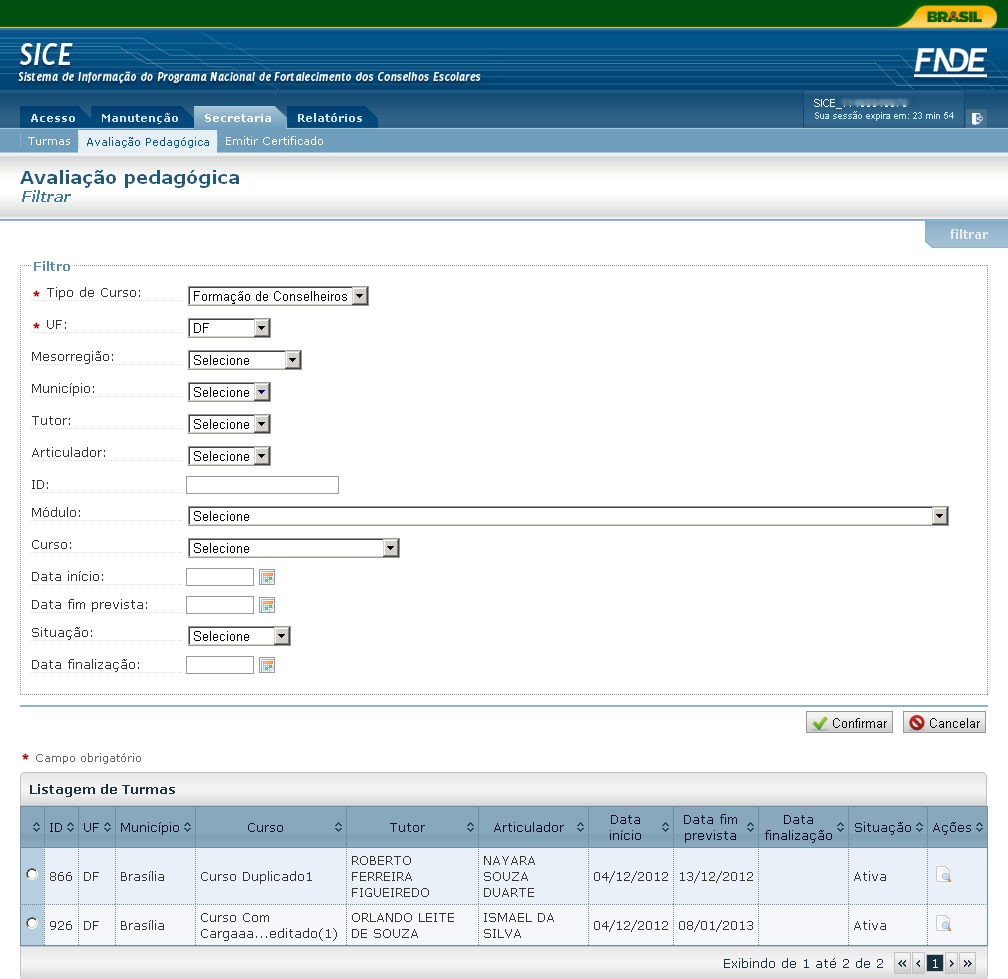 BRASIL
SICE
Sistema de Informação do Programa Nacional de Fortalecimento dos Conselhos Escolares
FNDE
Acesso Manutenção Secretaria Relatórios
SICE_
Sua sessão expira em: 23 min 54
Turmas Avaliação Pedagógica Emitir Certificado
Avaliação pedagógica
Filtrar
filtrar
Filtro
* Tipo de Curso: Formação de Conselheiros
* UF: DF
Mesorregião: Selecione
Município: Selecione
Tutor: Selecione
Articulador: Selecione
ID:
Módulo: Selecione
Curso: Selecione
Data início:
Data fim prevista:
Situação: Selecione
Data finalização:
Confirmar Cancelar
* Campo obrigatório
Listagem de Turmas
ID UF Município Curso Tutor Articulador Data início Data fim prevista Data finalização Situação Ações
866 DF Brasília Curso Duplicado1 ROBERTO FERREIRA FIGUEIREDO NAYARA SOUZA DUARTE 04/12/2012 13/12/2012 Ativa
926 DF Brasília Curso Com Cargaaa...editado(1) ORLANDO LEITE DE SOUZA ISMAEL DA SILVA 04/12/2012 08/01/2013 Ativa
Exibindo de 1 até 2 de 2 « ‹ 1 › »